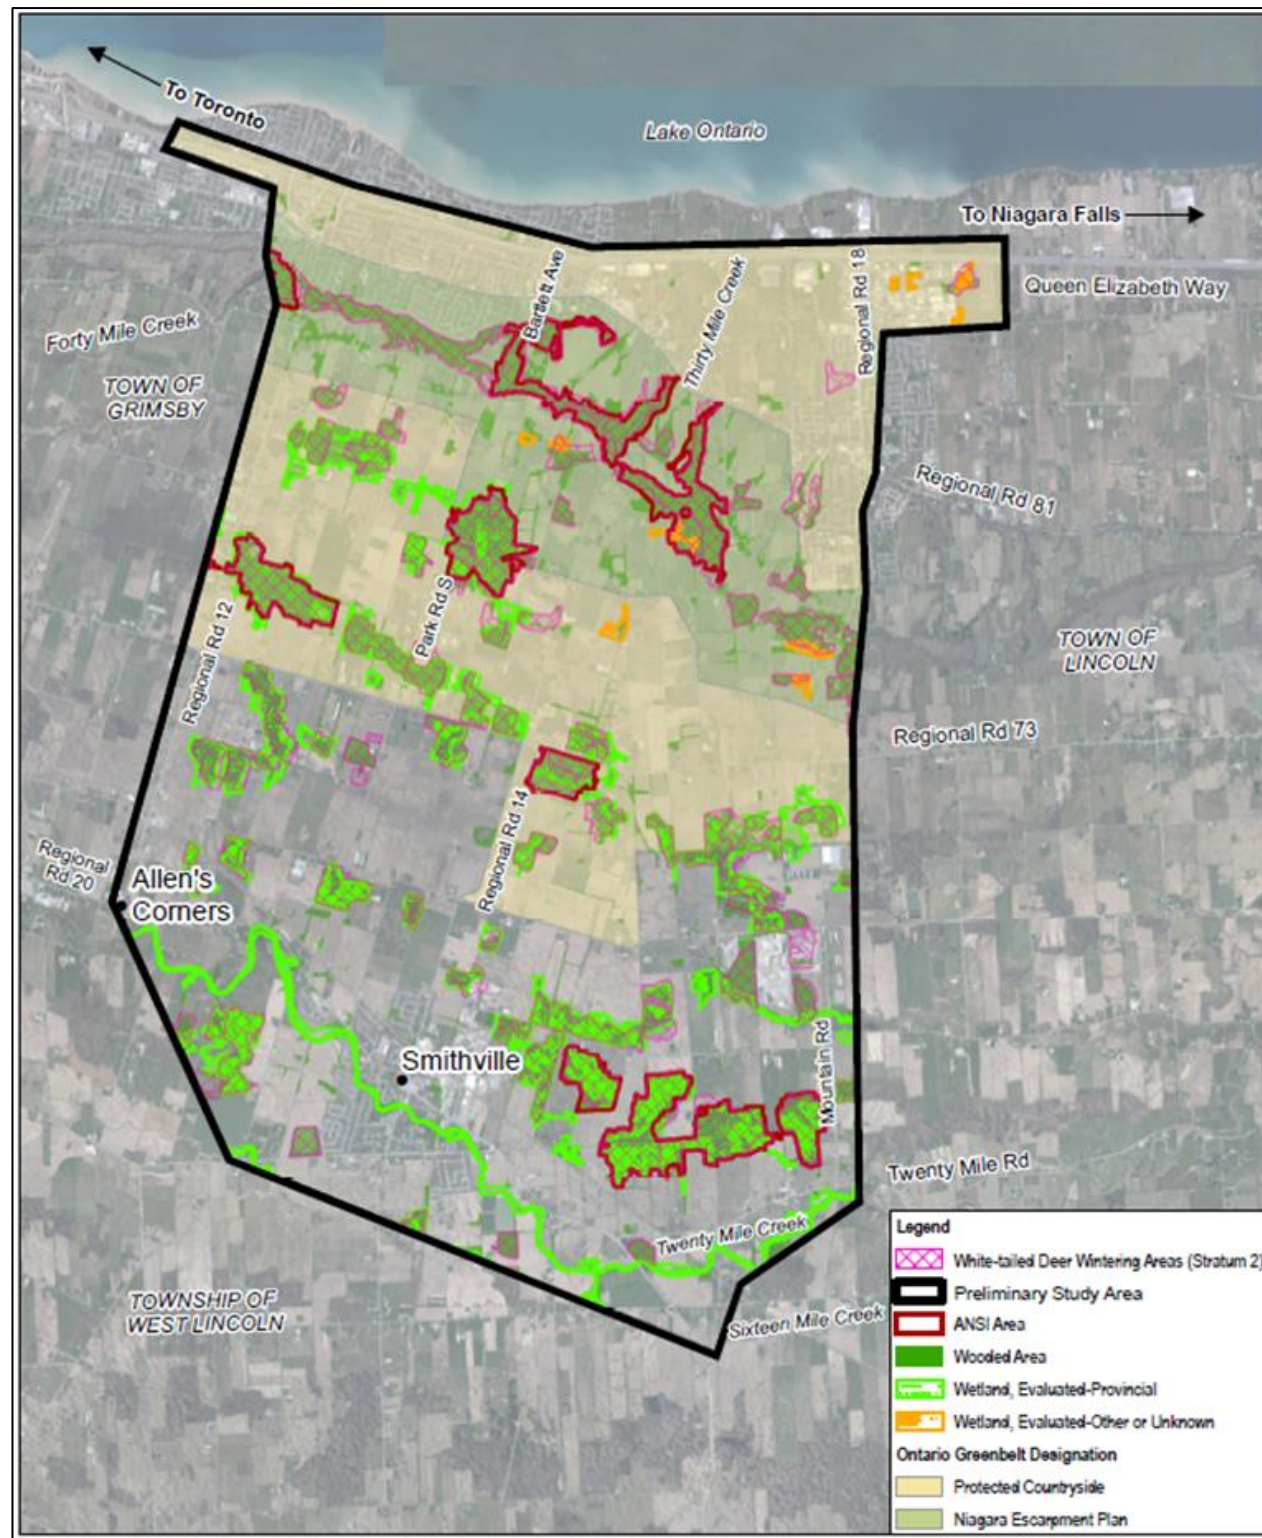 To Toronto
Lake Ontario
To Niagara Falls
Queen Elizabeth Way
Bartlett Ave
Thirty Mile Creek
Regional Rd 18
Forty Mile Creek
TOWN OF
GRIMSBY
Regional Rd 81
Park Rd S
Regional Rd 12
TOWN OF
LINCOLN
Regional Rd 73
Regional Rd 14
Regional
Rd 20
Allen's
Corners
Smithville
Mountain Rd
Twenty Mile Rd
Twenty Mile Creek
TOWNSHIP OF
WEST LINCOLN
Sixteen Mile Creek
Legend
White-tailed Deer Wintering Areas (Stratum 2)
Preliminary Study Area
ANSI Area
Wooded Area
Wetland, Evaluated-Provincial
Wetland, Evaluated-Other or Unknown
Ontario Greenbelt Designation
Protected Countryside
Niagara Escarpment Plan